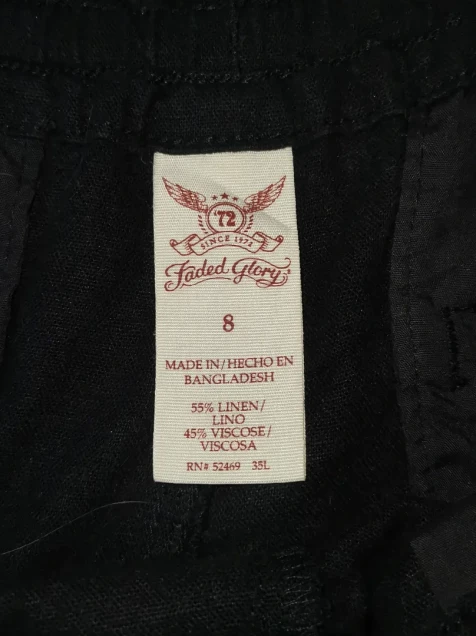 '72
SINCE 1972
Faded Glory
8
MADE IN/HECHO EN
BANGLADESH
55% LINEN/
LINO
45% VISCOSE/
VISCOSA
RN# 52469 35L